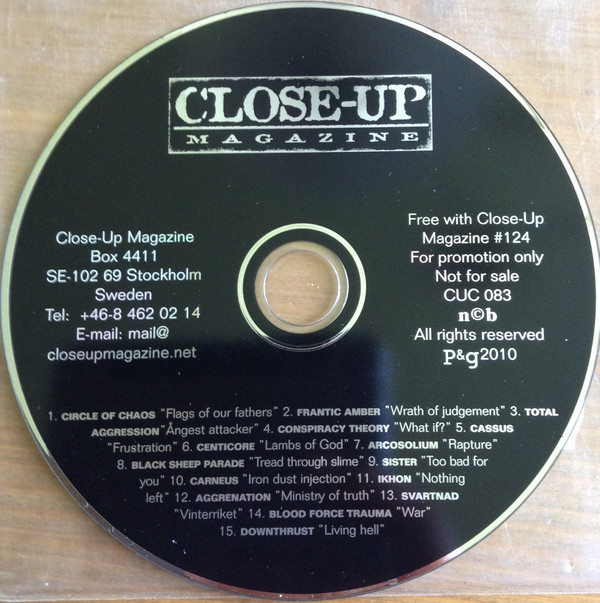 CLOSE-UP
MAGAZINE
Close-Up Magazine
Box 4411
SE-102 69 Stockholm
Sweden
Tel: +46-8 462 02 14
E-mail: mail@
closeupmagazine.net
Free with Close-Up
Magazine #124
For promotion only
Not for sale
CUC 083
n©b
All rights reserved
P&g2010
1. CIRCLE OF CHAOS "Flags of our fathers" 2. FRANTIC AMBER "Wrath of judgement" 3. TOTAL
AGGRESSION "Ångest attacker" 4. CONSPIRACY THEORY "What if?" 5. CASSUS
"Frustration" 6. CENTICORE "Lambs of God" 7. ARCOSOLIUM "Rapture"
8. BLACK SHEEP PARADE "Tread through slime" 9. SISTER "Too bad for
you" 10. CARNEUS "Iron dust injection" 11. IKHON "Nothing
left" 12. AGGRENATION "Ministry of truth" 13. SVARTNAD
"Vinterriket" 14. BLOOD FORCE TRAUMA "War"
15. DOWNTHRUST "Living hell"